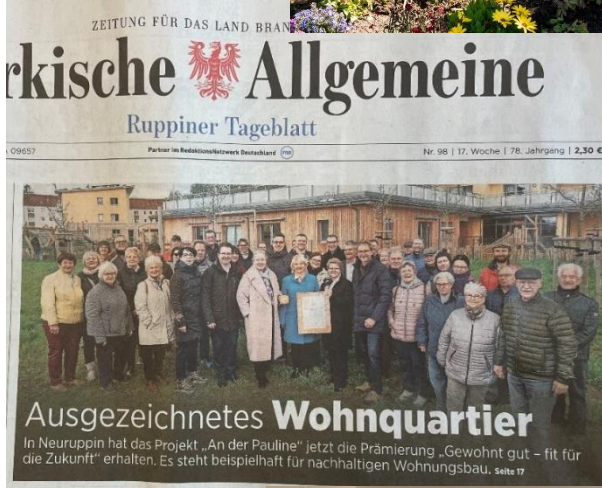 ZEITUNG FÜR DAS LAND BRAN
rkische Allgemeine
Ruppiner Tageblatt
09657
Partner im RedaktionsNetzwerk Deutschland
Nr. 98 | 17. Woche | 78. Jahrgang | 2,30 €
Ausgezeichnetes Wohnquartier
In Neuruppin hat das Projekt „An der Pauline“ jetzt die Prämierung „Gewohnt gut – fit für
die Zukunft“ erhalten. Es steht beispielhaft für nachhaltigen Wohnungsbau. Seite 17